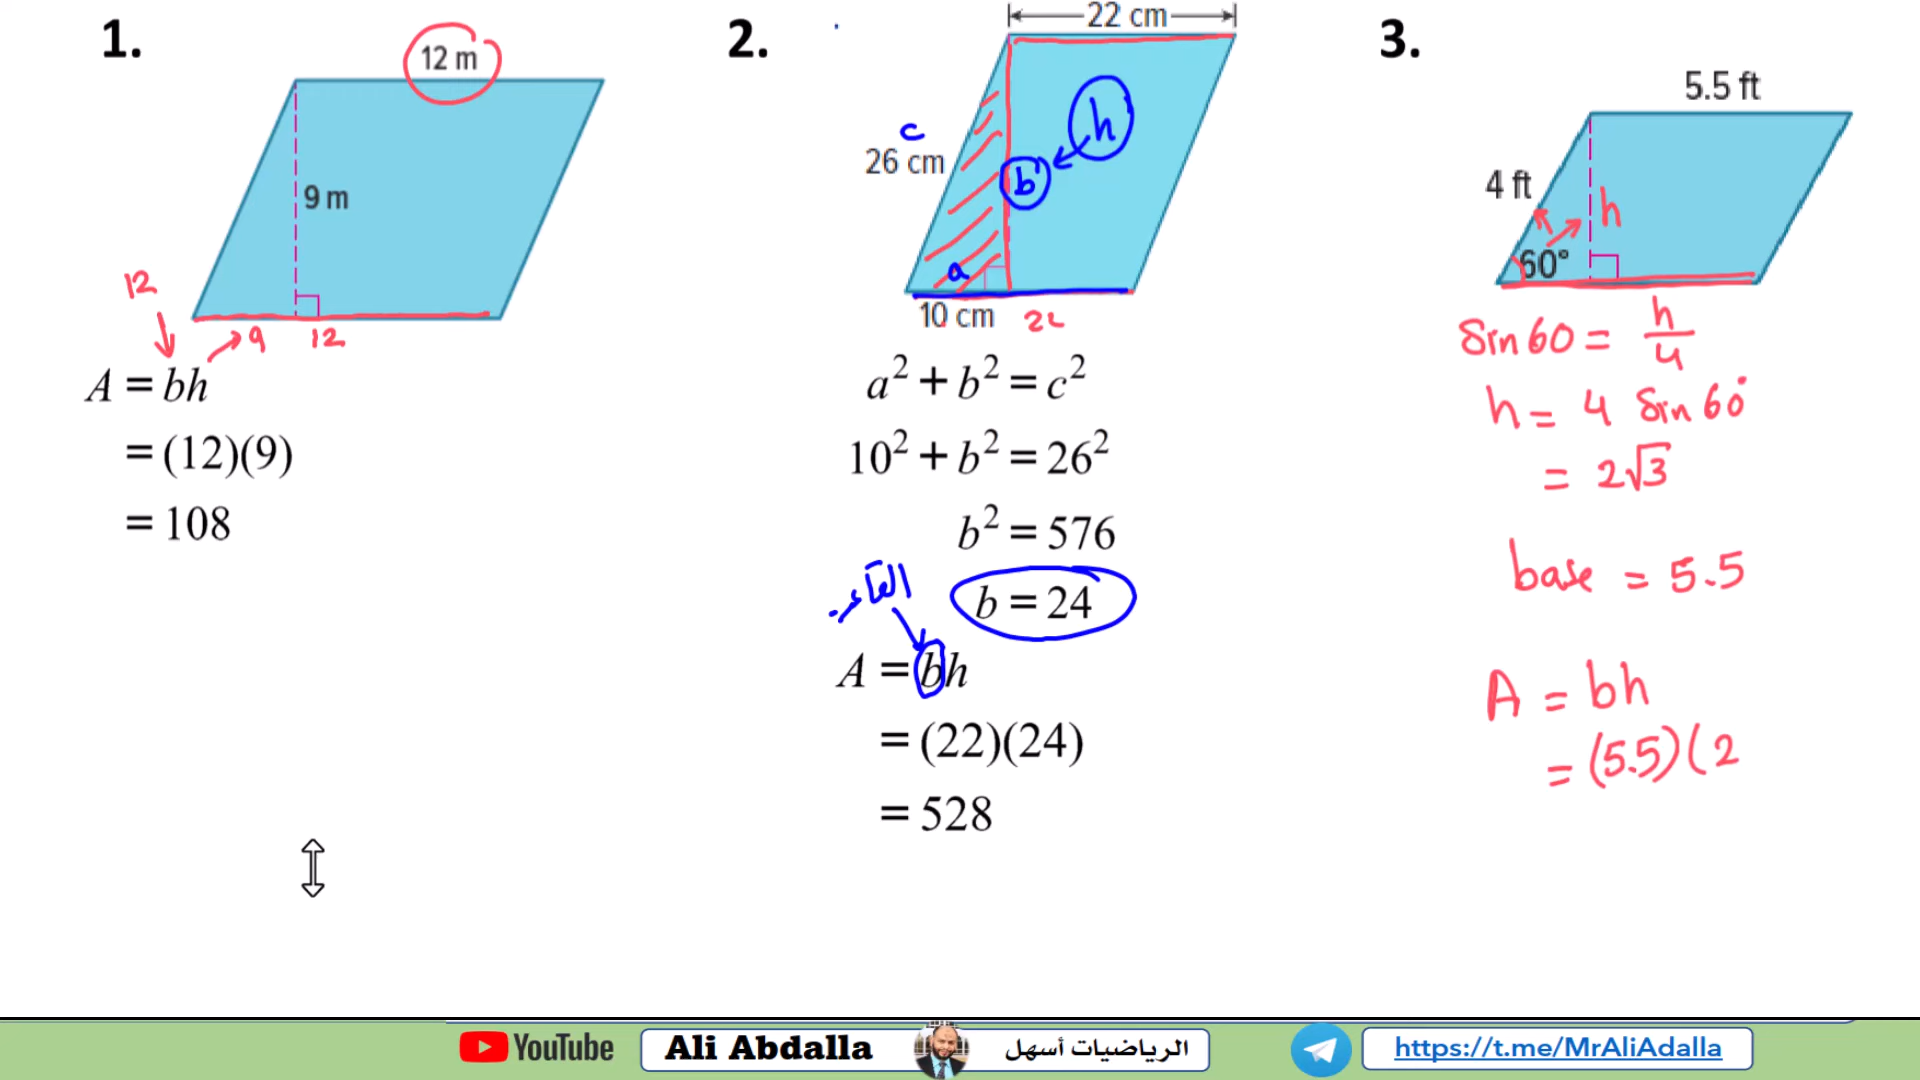 1.
12 m
9 m
12
9
12
A = bh
= (12)(9)
= 108
2.
22 cm
c
26 cm
h
b
a
10 cm
a² + b² = c²
10² + b² = 26²
b² = 576
b = 24
A = bh
= (22)(24)
= 528
3.
5.5 ft
4 ft
h
60°
Sin 60 = h/4
h = 4 Sin 60°
= 2√3
base = 5.5
A = bh
= (5.5)(2
YouTube
Ali Abdalla
الرياضيات أسهل
https://t.me/MrAliAdalla